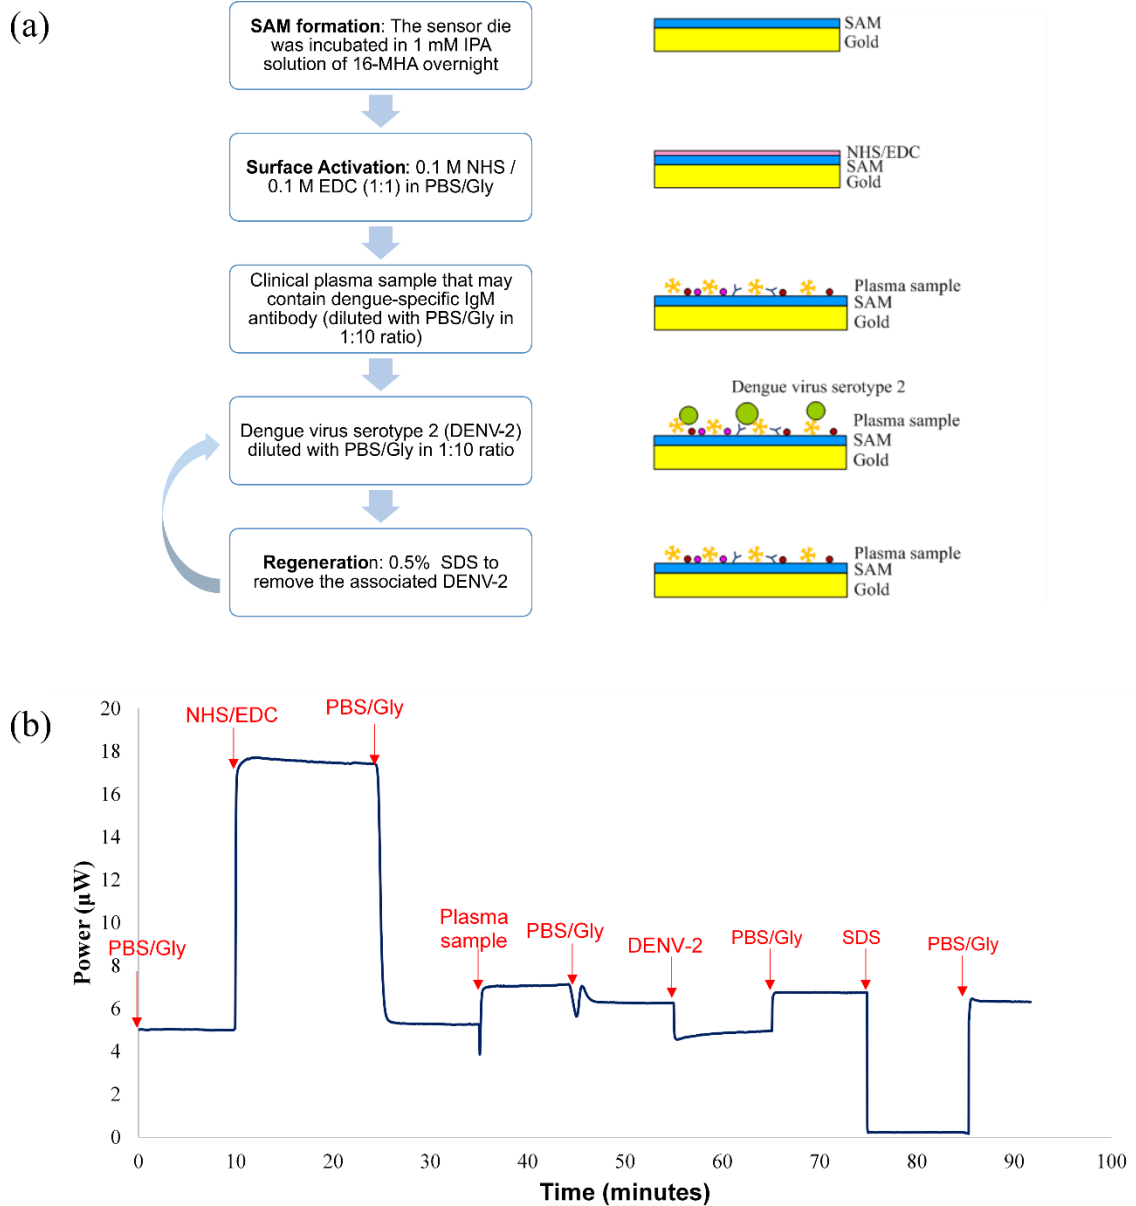 (a)
SAM formation: The sensor die
was incubated in 1 mM IPA
solution of 16-MHA overnight
SAM
Gold
Surface Activation: 0.1 M NHS /
0.1 M EDC (1:1) in PBS/Gly
NHS/EDC
SAM
Gold
Clinical plasma sample that may
contain dengue-specific IgM
antibody (diluted with PBS/Gly in
1:10 ratio)
Plasma sample
SAM
Gold
Dengue virus serotype 2 (DENV-2)
diluted with PBS/Gly in 1:10 ratio
Dengue virus serotype 2
Plasma sample
SAM
Gold
Regeneration: 0.5% SDS to
remove the associated DENV-2
Plasma sample
SAM
Gold
(b)
Power (µW)
20
18
16
14
12
10
8
6
4
2
0
PBS/Gly
NHS/EDC
PBS/Gly
Plasma
sample
PBS/Gly
DENV-2
PBS/Gly
SDS
PBS/Gly
0 10 20 30 40 50 60 70 80 90 100
Time (minutes)